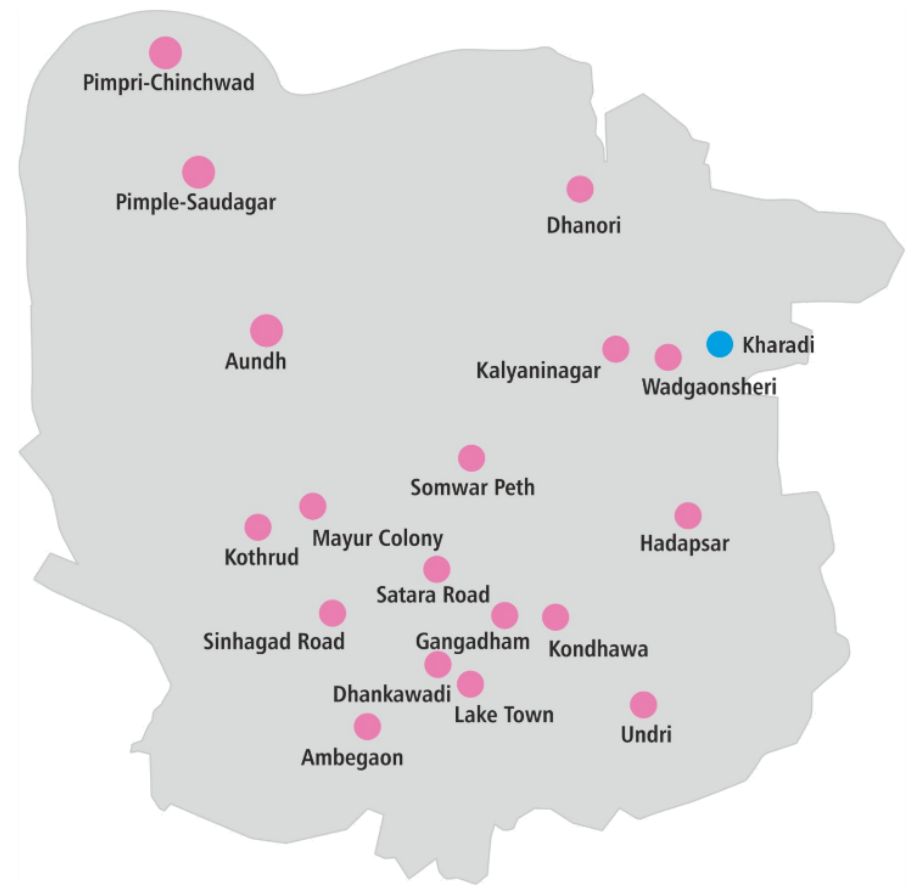 Pimpri-Chinchwad
Pimple-Saudagar
Dhanori
Aundh
Kharadi
Kalyaninagar
Wadgaonsheri
Somwar Peth
Mayur Colony
Hadapsar
Kothrud
Satara Road
Sinhagad Road
Gangadham
Kondhawa
Dhankawadi
Lake Town
Undri
Ambegaon